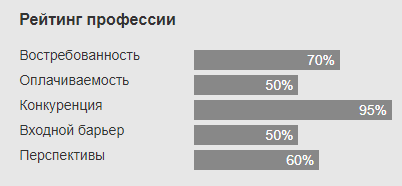 Рейтинг профессии
Востребованность 70%
Оплачиваемость 50%
Конкуренция 95%
Входной барьер 50%
Перспективы 60%